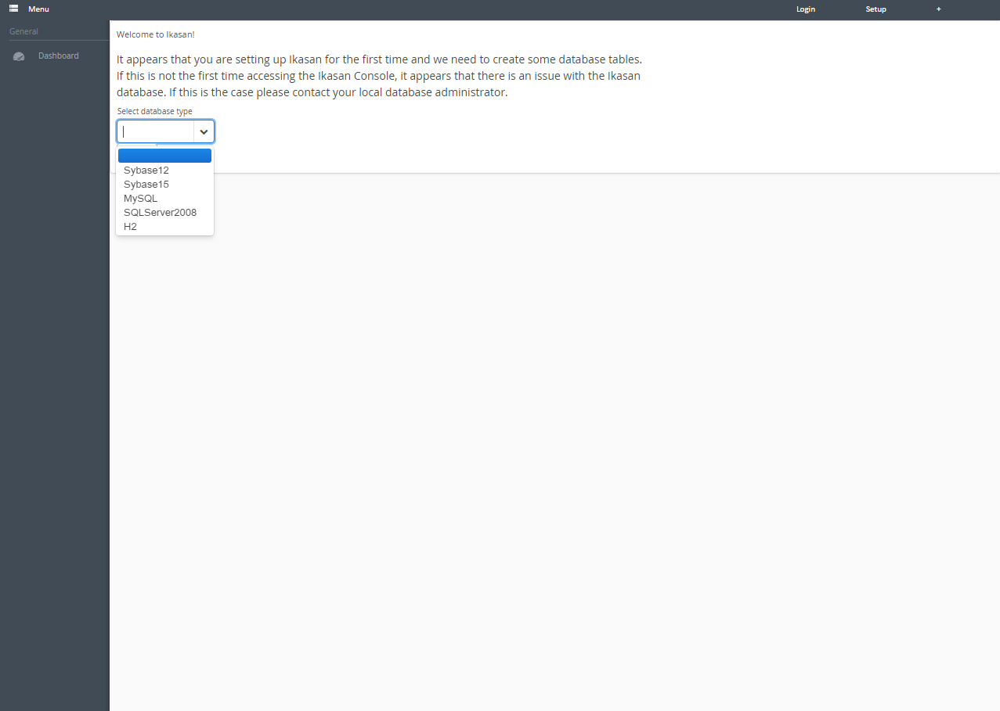 Menu
Login
Setup
+
General
Dashboard
Welcome to Ikasan!
It appears that you are setting up Ikasan for the first time and we need to create some database tables.
If this is not the first time accessing the Ikasan Console, it appears that there is an issue with the Ikasan
database. If this is the case please contact your local database administrator.
Select database type
Sybase12
Sybase15
MySQL
SQLServer2008
H2